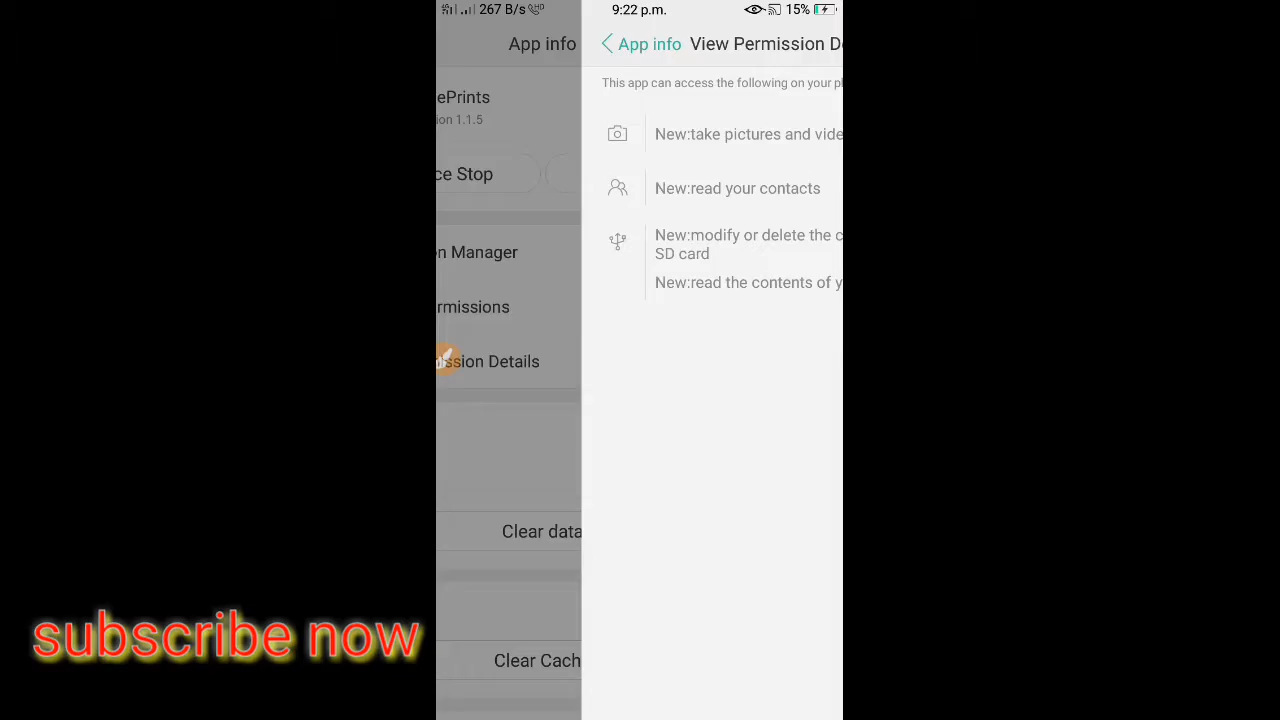 267 B/s
App info
ePrints
ion 1.1.5
ce Stop
n Manager
rmissions
ssion Details
Clear data
Clear Cach
9:22 p.m.
15%
App info View Permission D
This app can access the following on your p
New:take pictures and vide
New:read your contacts
New:modify or delete the c
SD card
New:read the contents of y
subscribe now